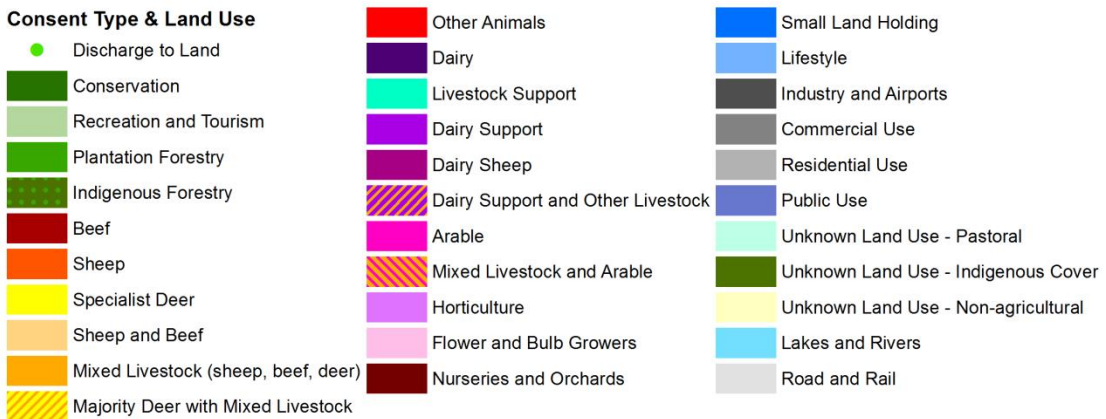 Consent Type & Land Use
Discharge to Land
Conservation
Recreation and Tourism
Plantation Forestry
Indigenous Forestry
Beef
Sheep
Specialist Deer
Sheep and Beef
Mixed Livestock (sheep, beef, deer)
Majority Deer with Mixed Livestock
Other Animals
Dairy
Livestock Support
Dairy Support
Dairy Sheep
Dairy Support and Other Livestock
Arable
Mixed Livestock and Arable
Horticulture
Flower and Bulb Growers
Nurseries and Orchards
Small Land Holding
Lifestyle
Industry and Airports
Commercial Use
Residential Use
Public Use
Unknown Land Use - Pastoral
Unknown Land Use - Indigenous Cover
Unknown Land Use - Non-agricultural
Lakes and Rivers
Road and Rail